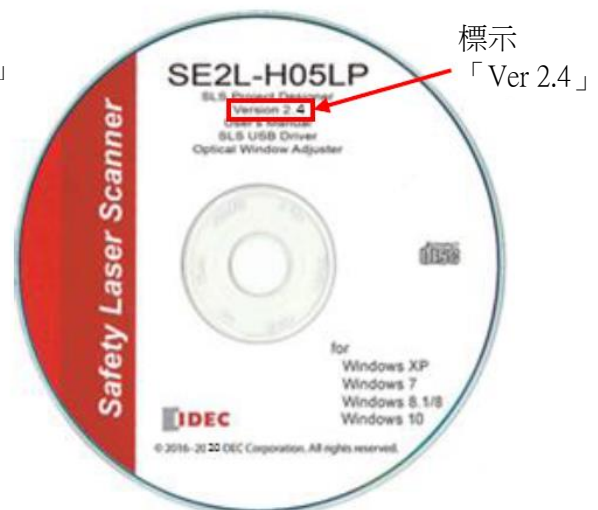 」
標示
「Ver 2.4」
SE2L-H05LP
SLS Project Designer
Version 2.4
User's Manual
SLS USB Driver
Optical Window Adjuster
Safety Laser Scanner
disc
for
Windows XP
Windows 7
Windows 8.1/8
Windows 10
IDEC
© 2016-2020 IDEC Corporation. All rights reserved.